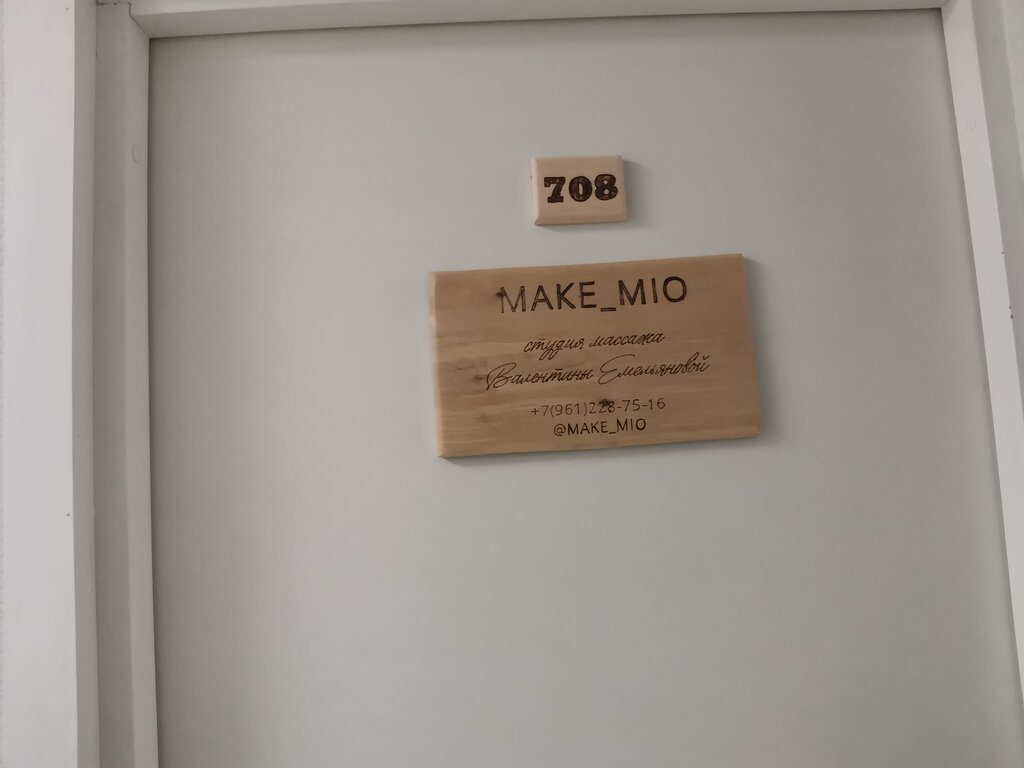 708
MAKE_MIO
студия массажа
Валентины Емельяновой
+7(961)228-75-16
@MAKE_MIO